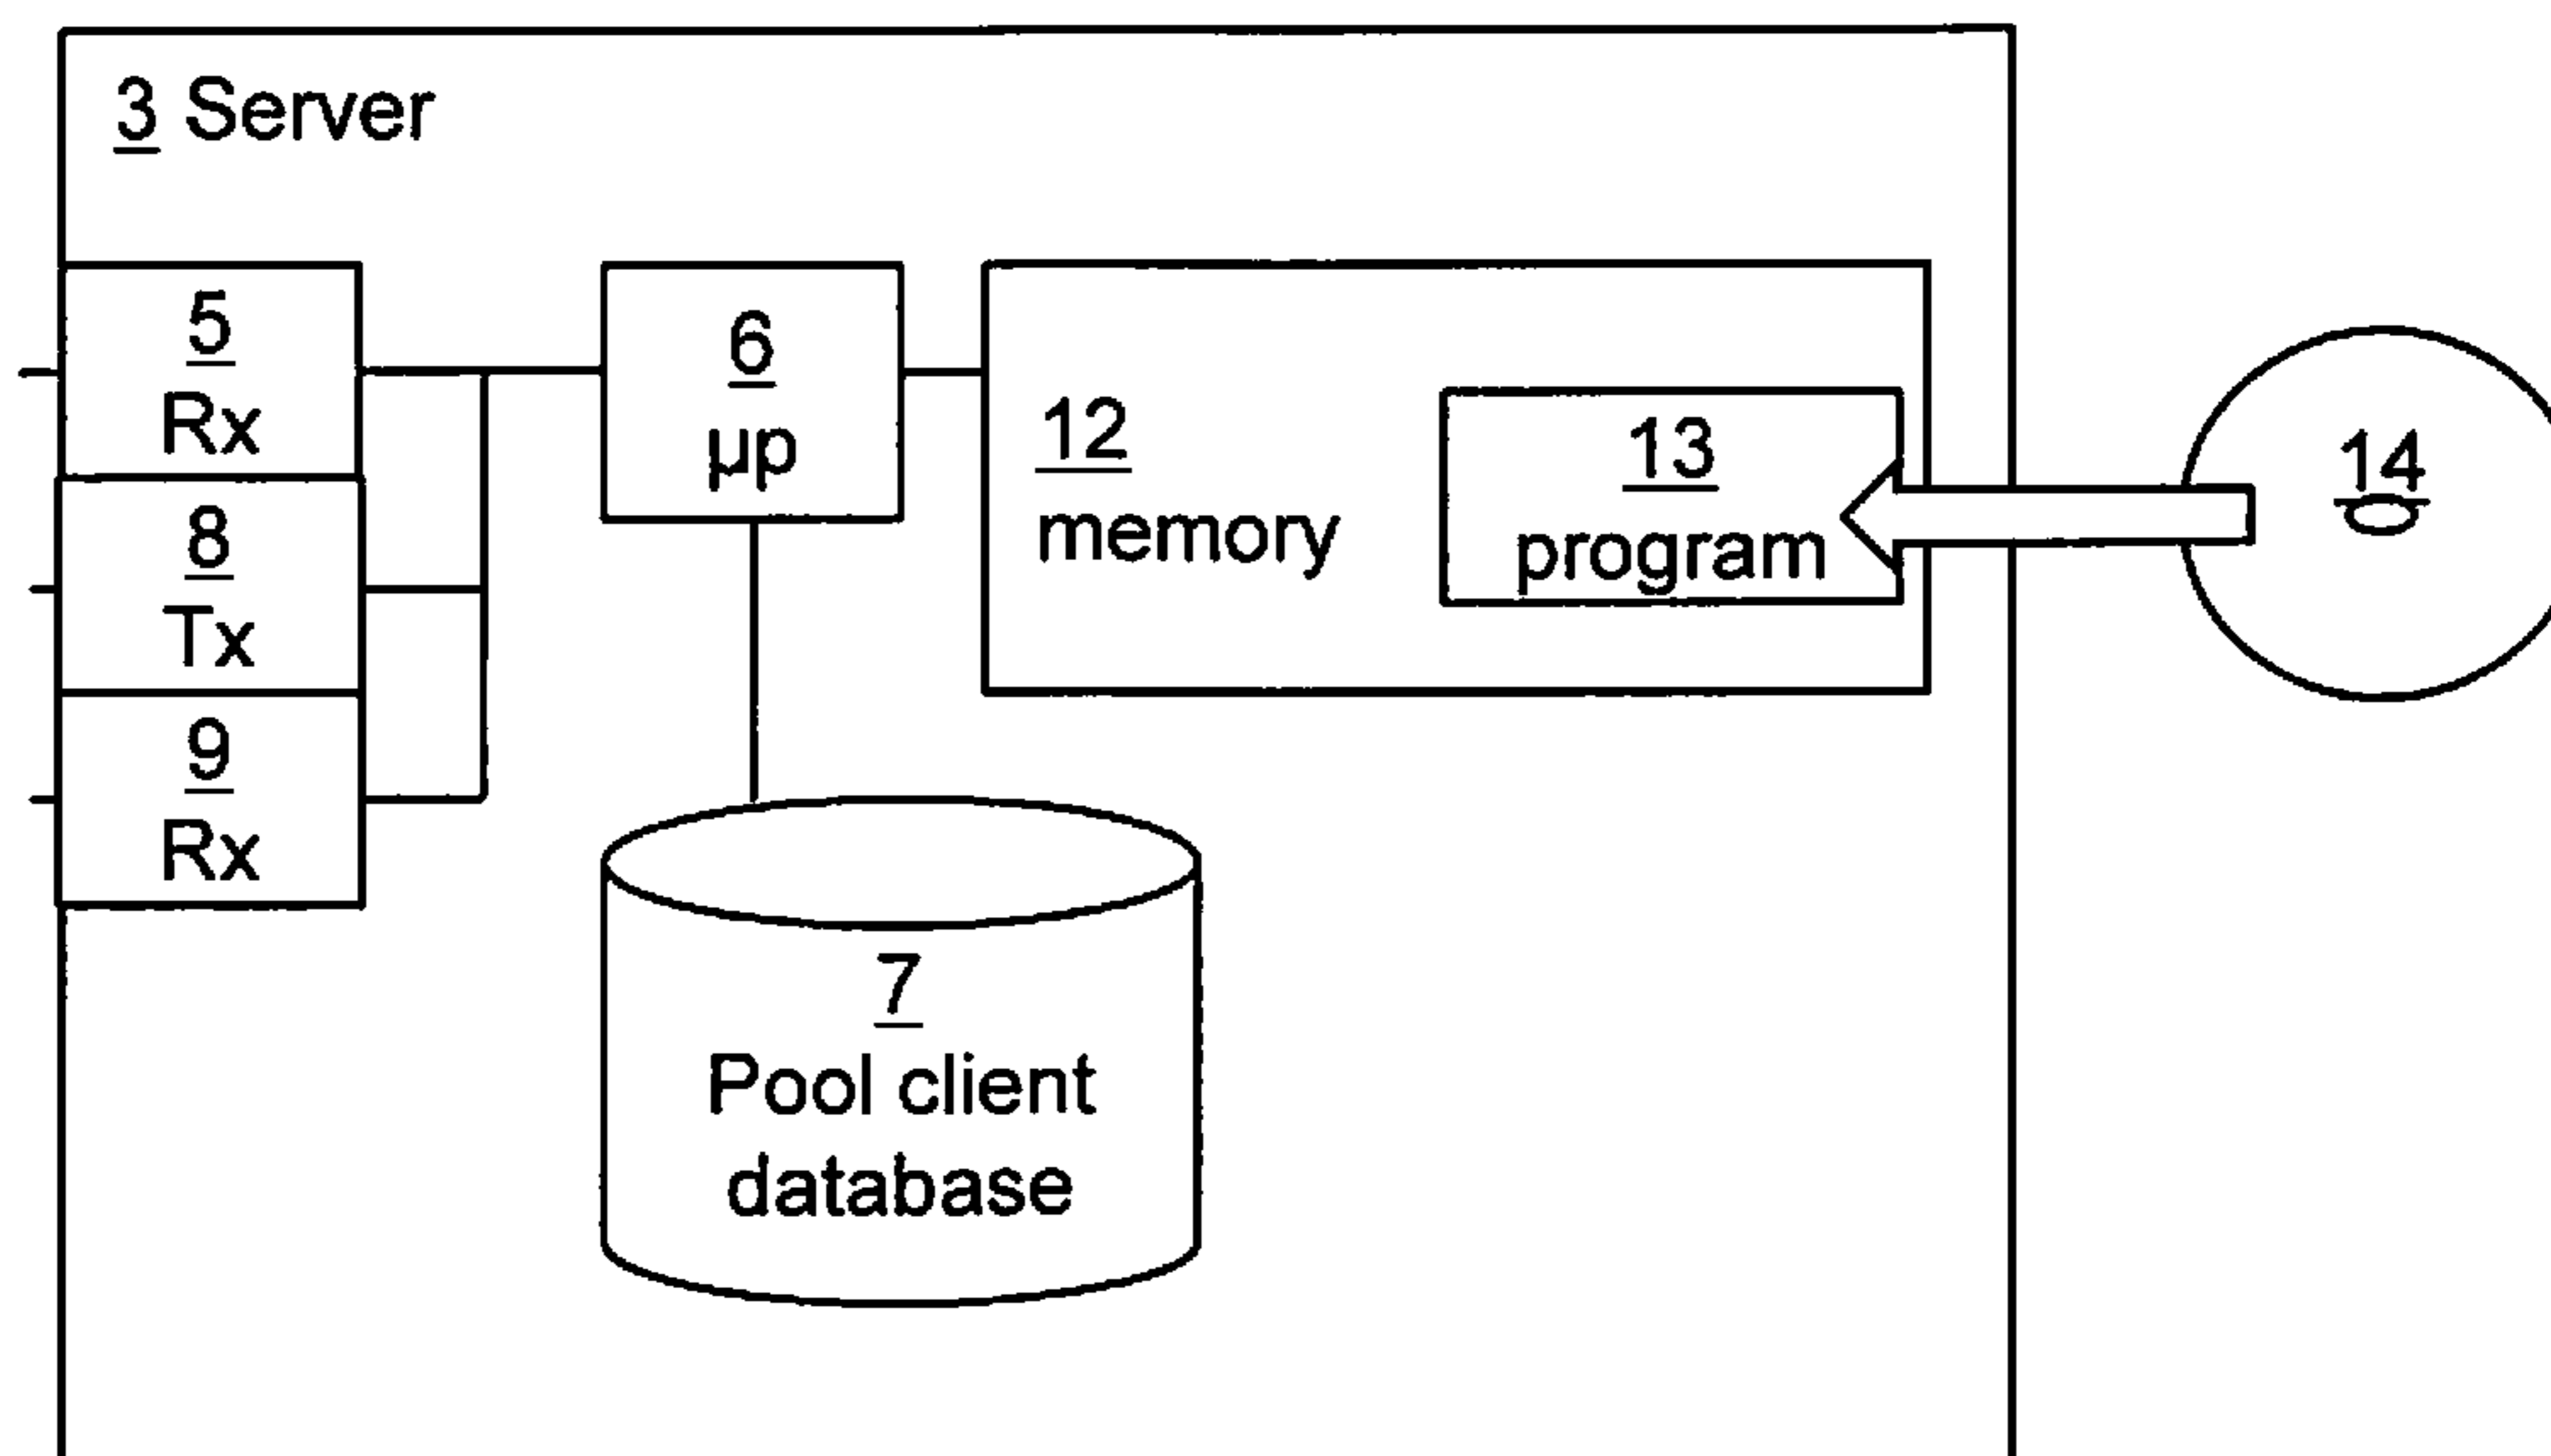 3 Server
5
Rx
8
Tx
9
Rx
6
µp
12
memory
13
program
14
7
Pool client
database